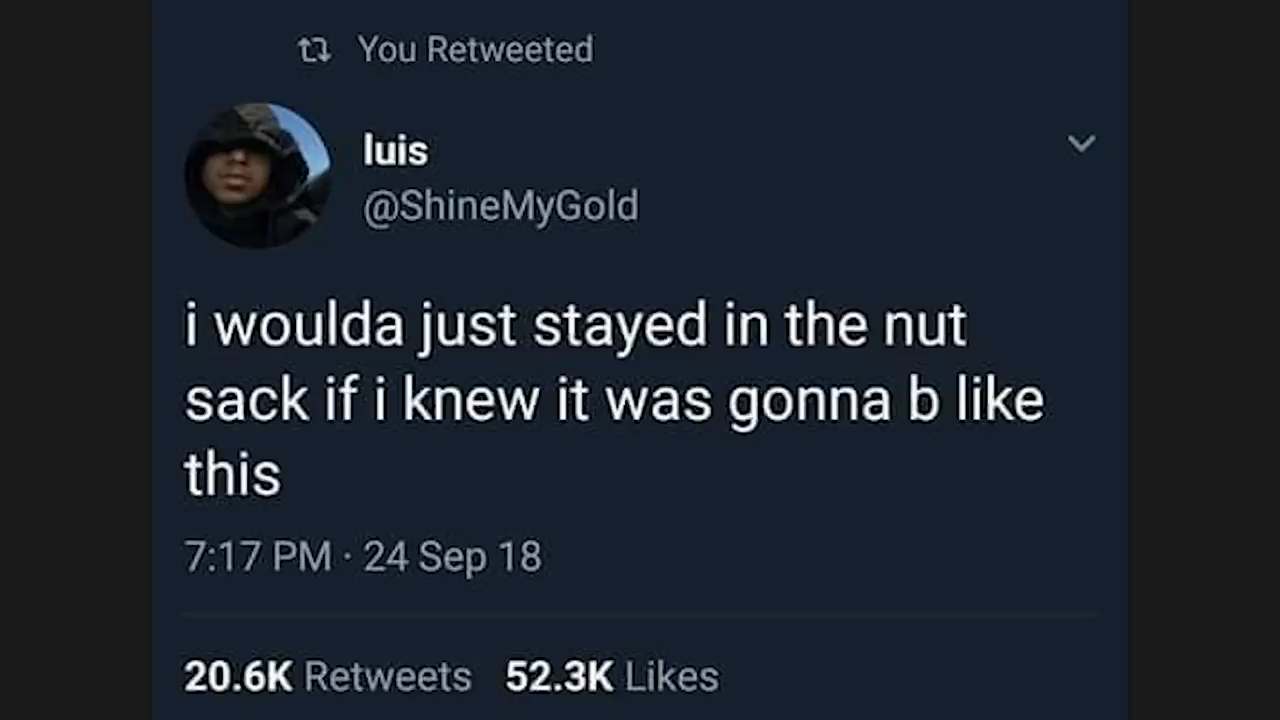 You Retweeted
luis
@ShineMyGold
i woulda just stayed in the nut
sack if i knew it was gonna b like
this
7:17 PM · 24 Sep 18
20.6K Retweets 52.3K Likes